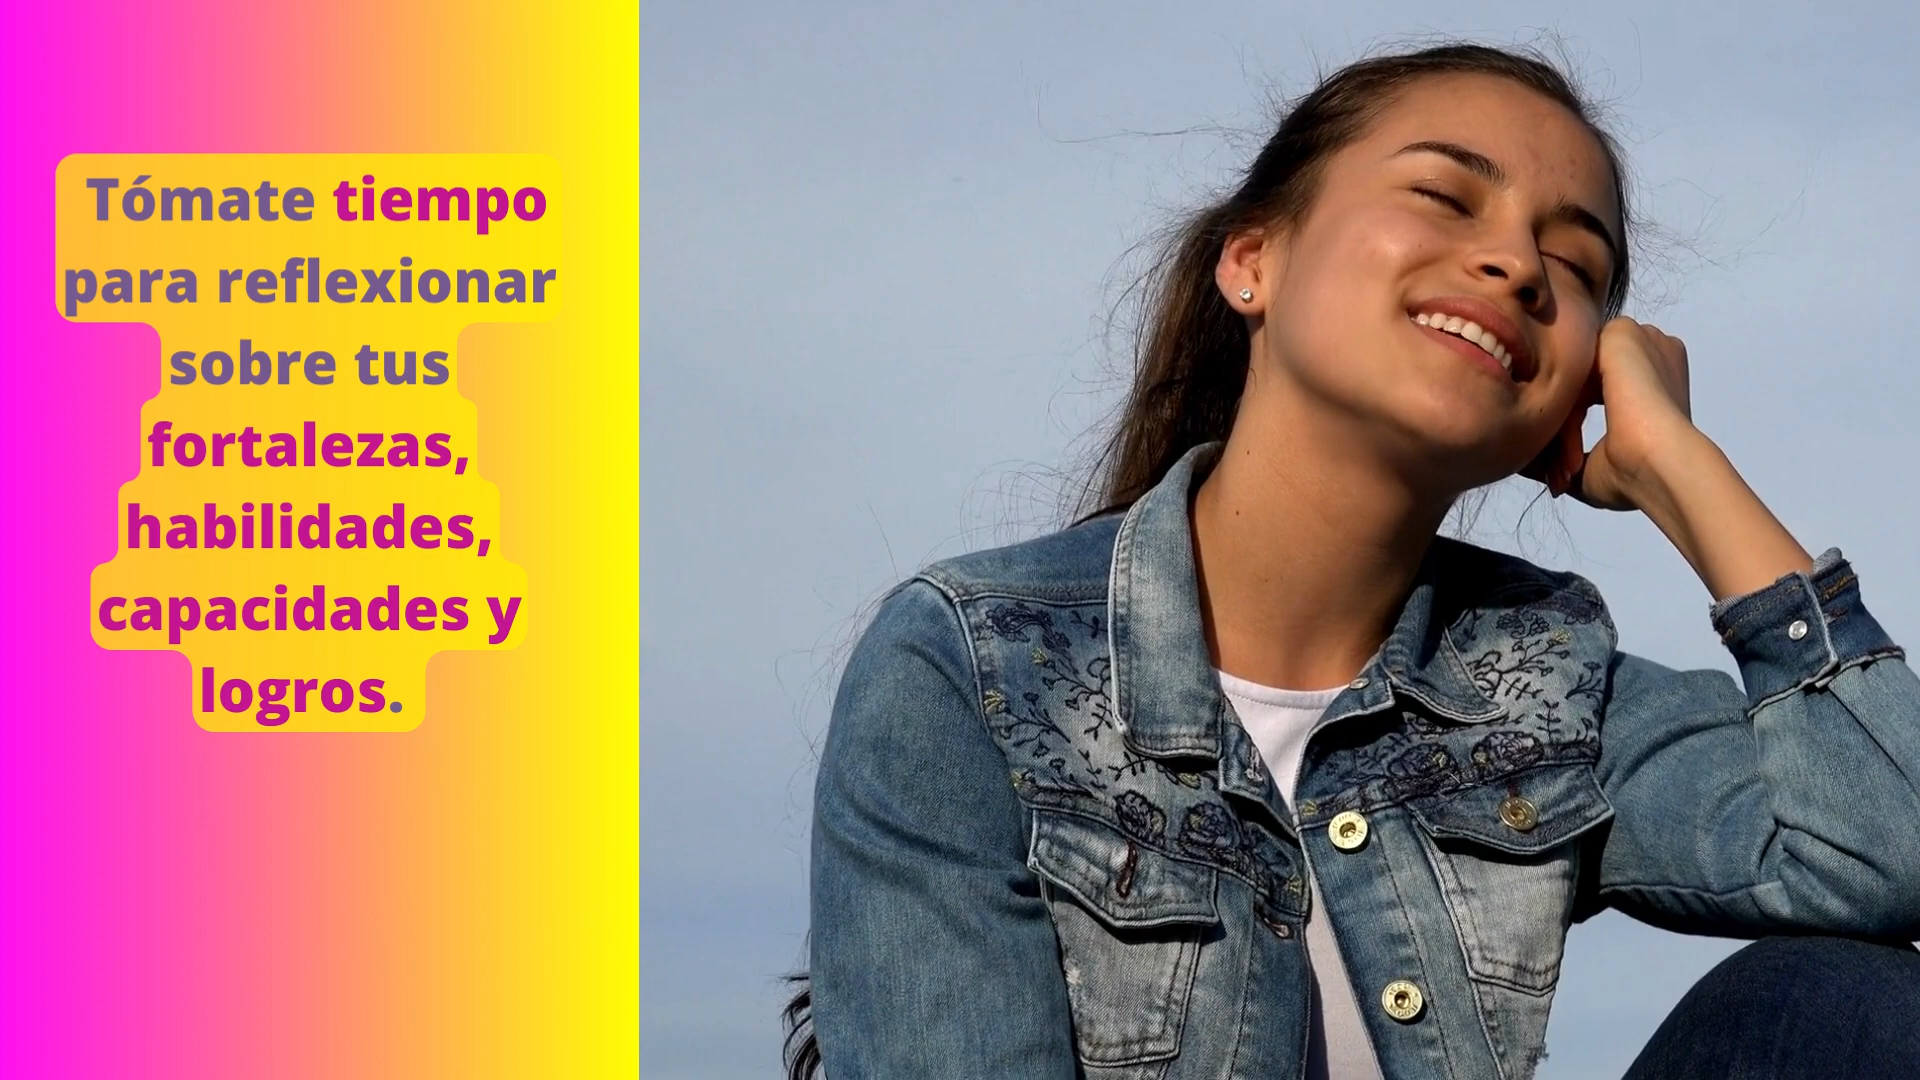 Tómate tiempo
para reflexionar
sobre tus
fortalezas,
habilidades,
capacidades y
logros.